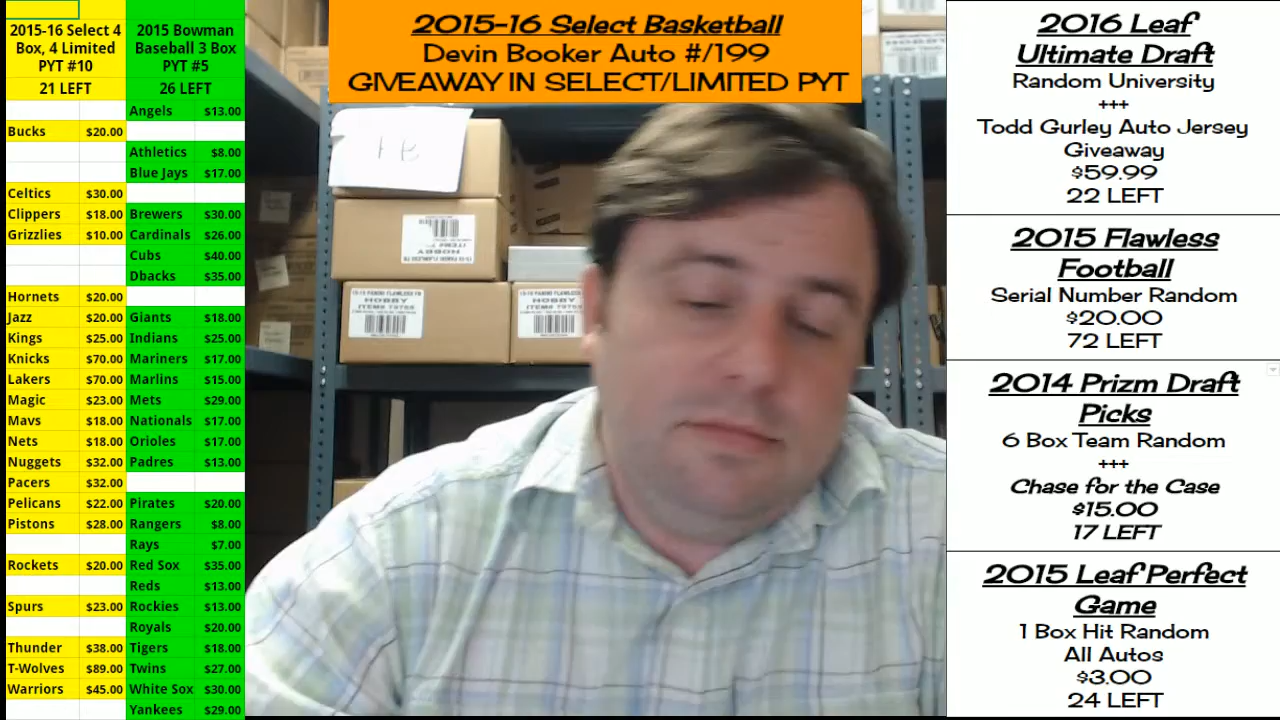 2015-16 Select 4
Box, 4 Limited
PYT #10
21 LEFT
Bucks $20.00
Celtics $30.00
Clippers $18.00
Grizzlies $10.00
Hornets $20.00
Jazz $20.00
Kings $25.00
Knicks $70.00
Lakers $70.00
Magic $23.00
Mavs $18.00
Nets $18.00
Nuggets $32.00
Pacers $32.00
Pelicans $22.00
Pistons $28.00
Rockets $20.00
Spurs $23.00
Thunder $38.00
T-Wolves $89.00
Warriors $45.00
2015 Bowman
Baseball 3 Box
PYT #5
26 LEFT
Angels $13.00
Athletics $8.00
Blue Jays $17.00
Brewers $30.00
Cardinals $26.00
Cubs $40.00
Dbacks $35.00
Giants $18.00
Indians $25.00
Mariners $17.00
Marlins $15.00
Mets $29.00
Nationals $17.00
Orioles $17.00
Padres $13.00
Pirates $20.00
Rangers $8.00
Rays $7.00
Red Sox $35.00
Reds $13.00
Rockies $13.00
Royals $20.00
Tigers $18.00
Twins $27.00
White Sox $30.00
Yankees $29.00
2015-16 Select Basketball
Devin Booker Auto #/199
GIVEAWAY IN SELECT/LIMITED PYT
HOBBY
HOBBY
HOBBY
2016 Leaf
Ultimate Draft
Random University
+++
Todd Gurley Auto Jersey
Giveaway
$59.99
22 LEFT
2015 Flawless
Football
Serial Number Random
$20.00
72 LEFT
2014 Prizm Draft
Picks
6 Box Team Random
+++
Chase for the Case
$15.00
17 LEFT
2015 Leaf Perfect
Game
1 Box Hit Random
All Autos
$3.00
24 LEFT